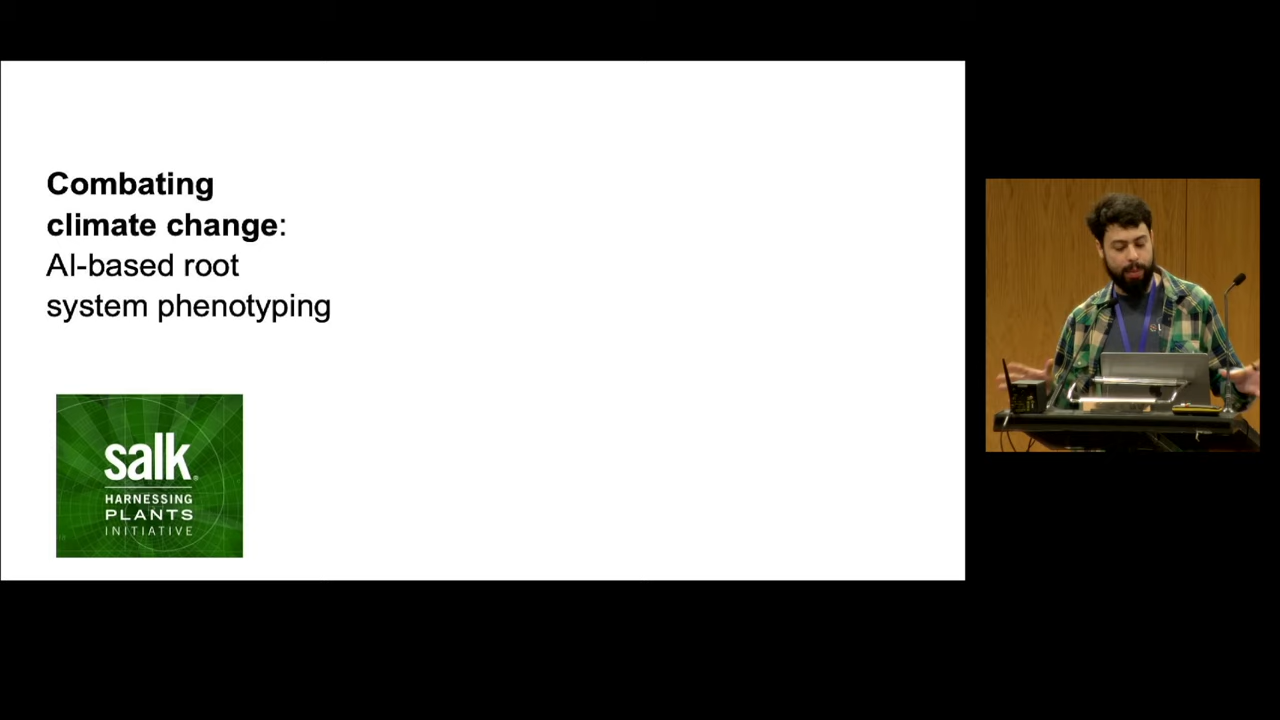 Combating
climate change:
AI-based root
system phenotyping
salk®
HARNESSING
PLANTS
INITIATIVE